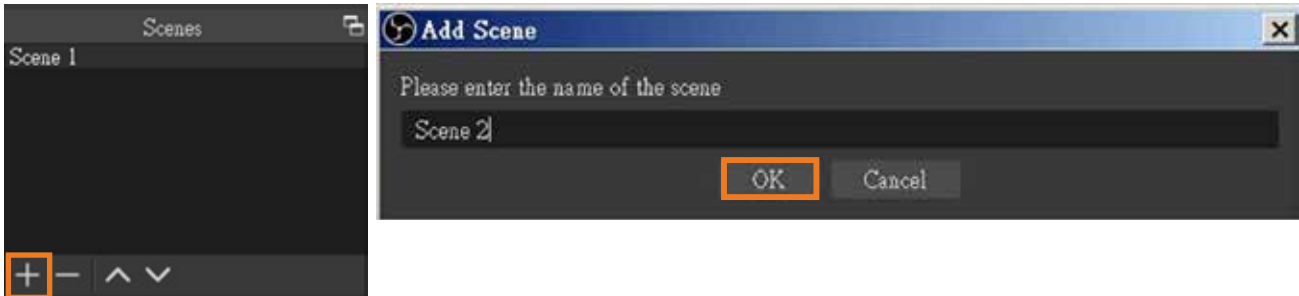 Scenes
Scene 1
Add Scene
Please enter the name of the scene
Scene 2
OK
Cancel